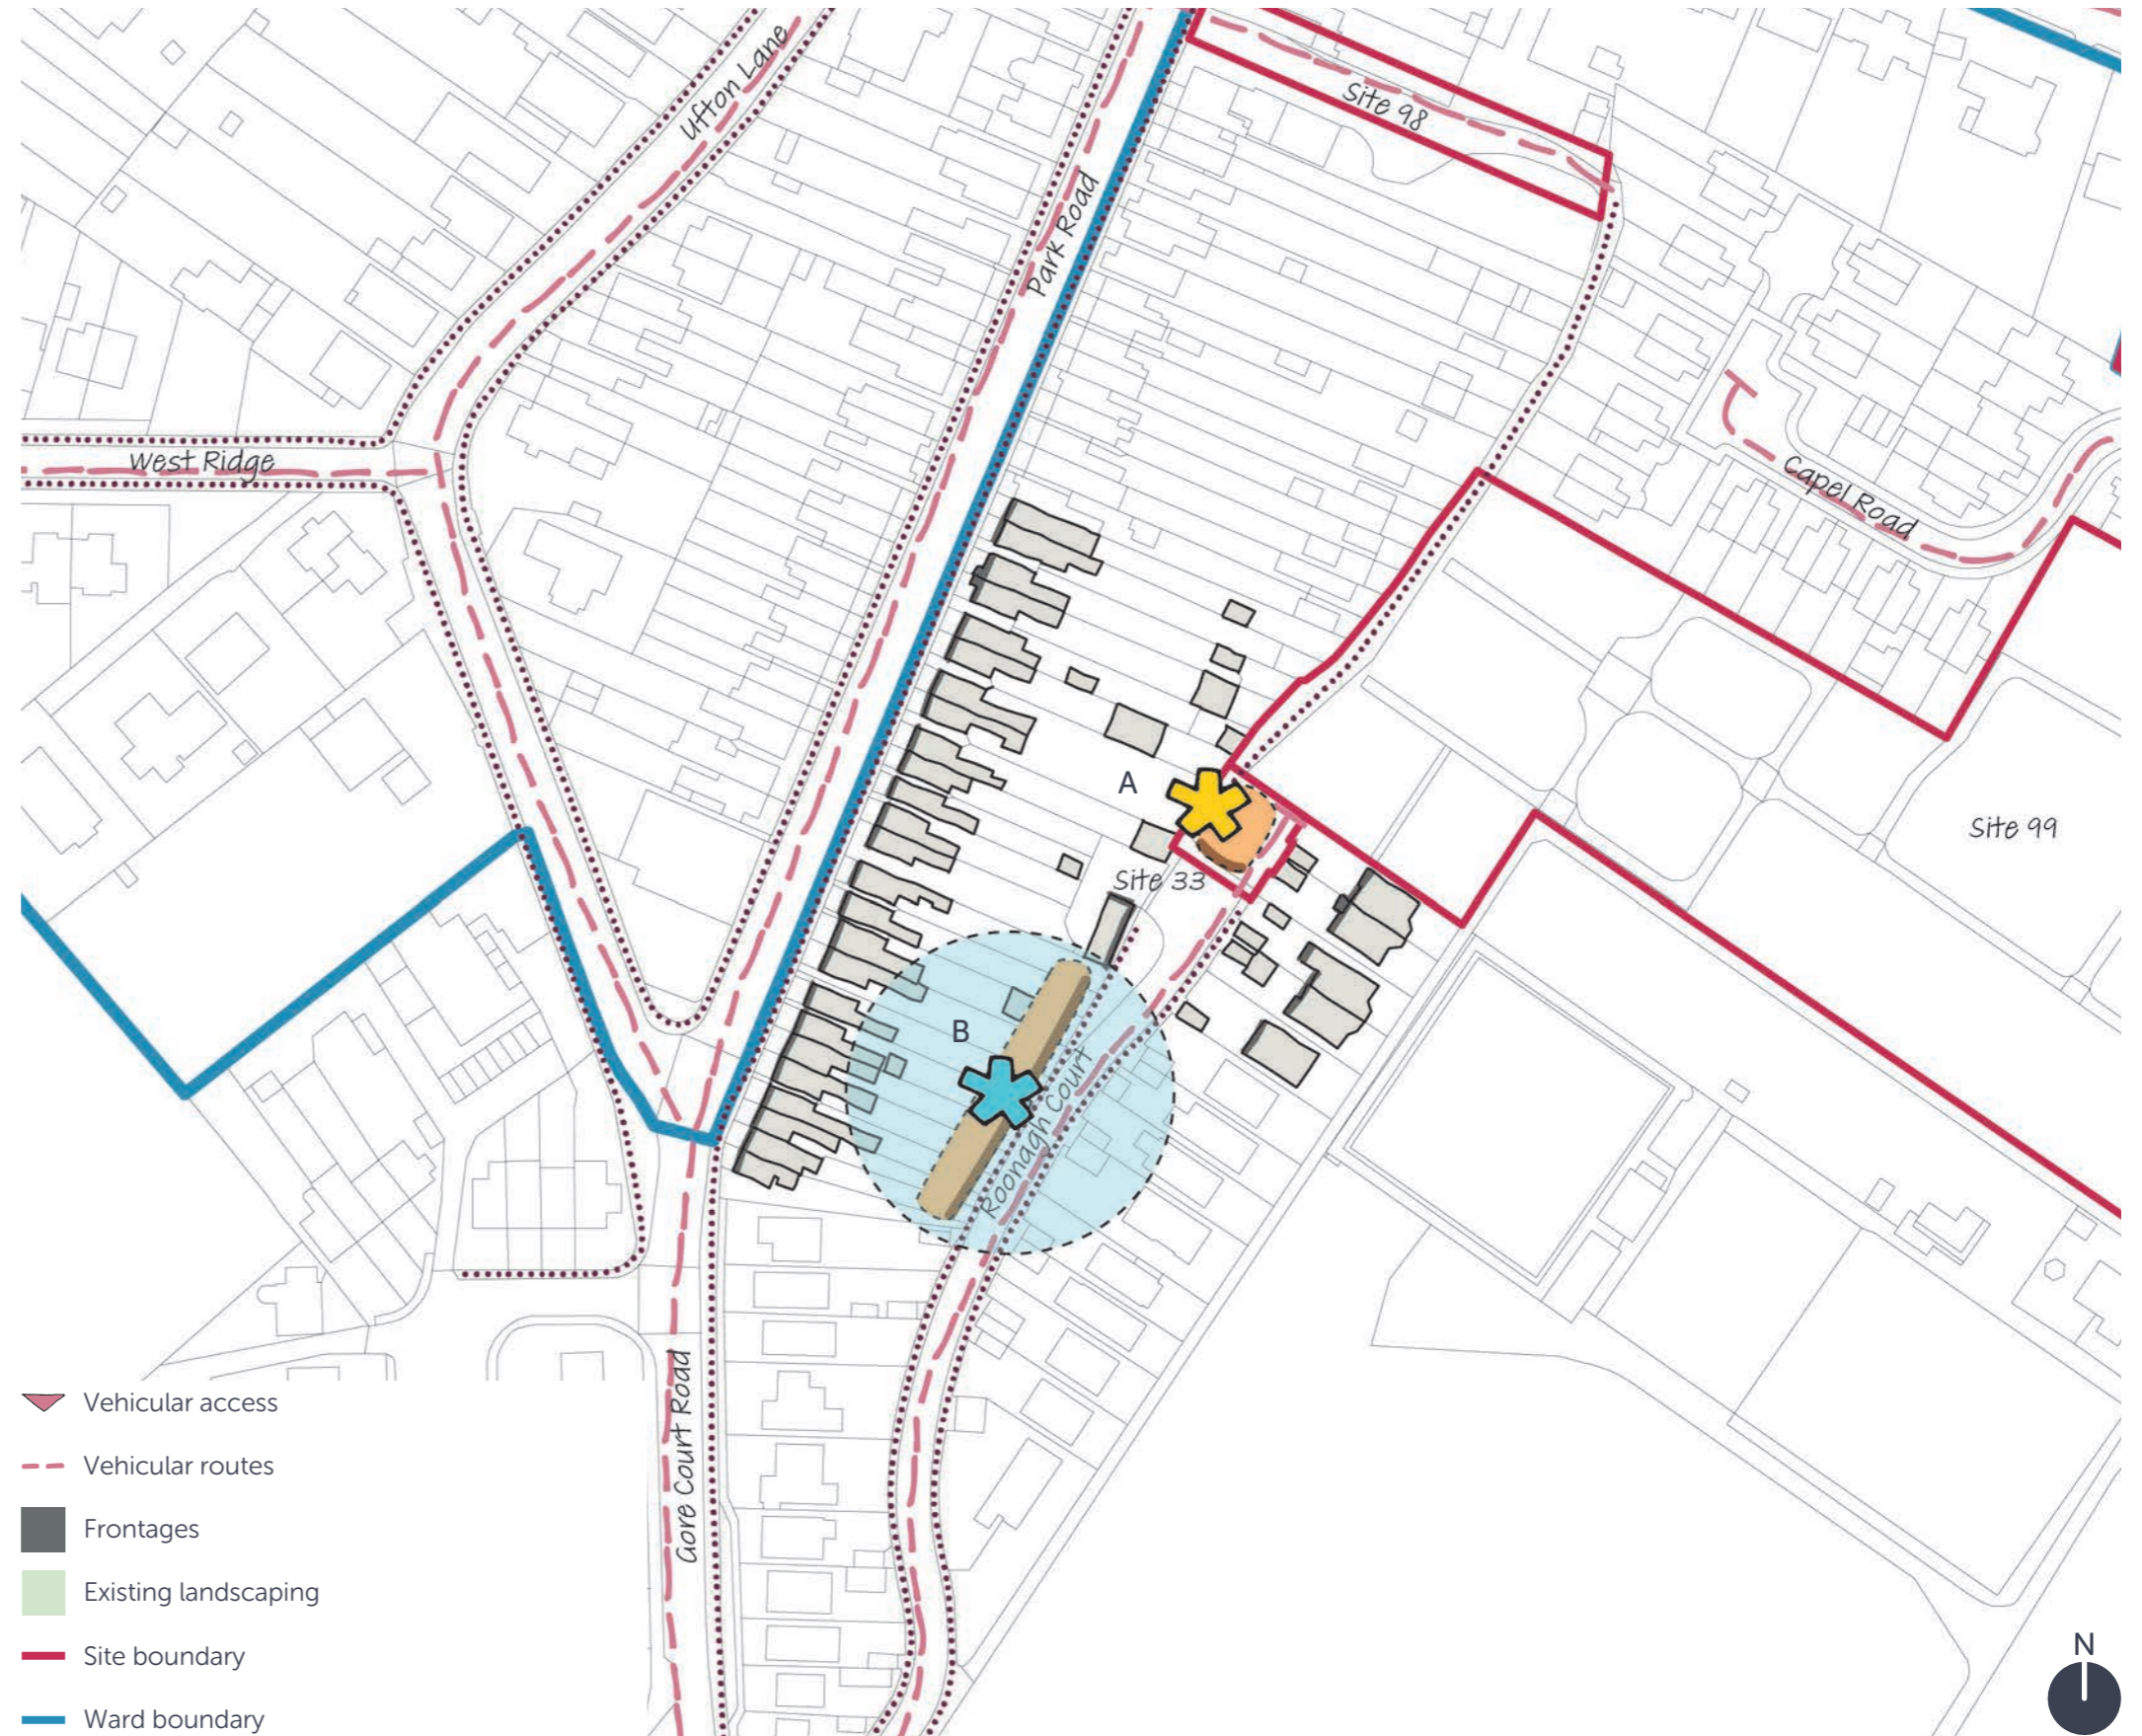 Ufton Lane
Site 98
Park Road
West Ridge
Capel Road
A
Site 99
Site 33
B
Roonagh Court
Gore Court Road
Vehicular access
Vehicular routes
Frontages
Existing landscaping
Site boundary
Ward boundary
N